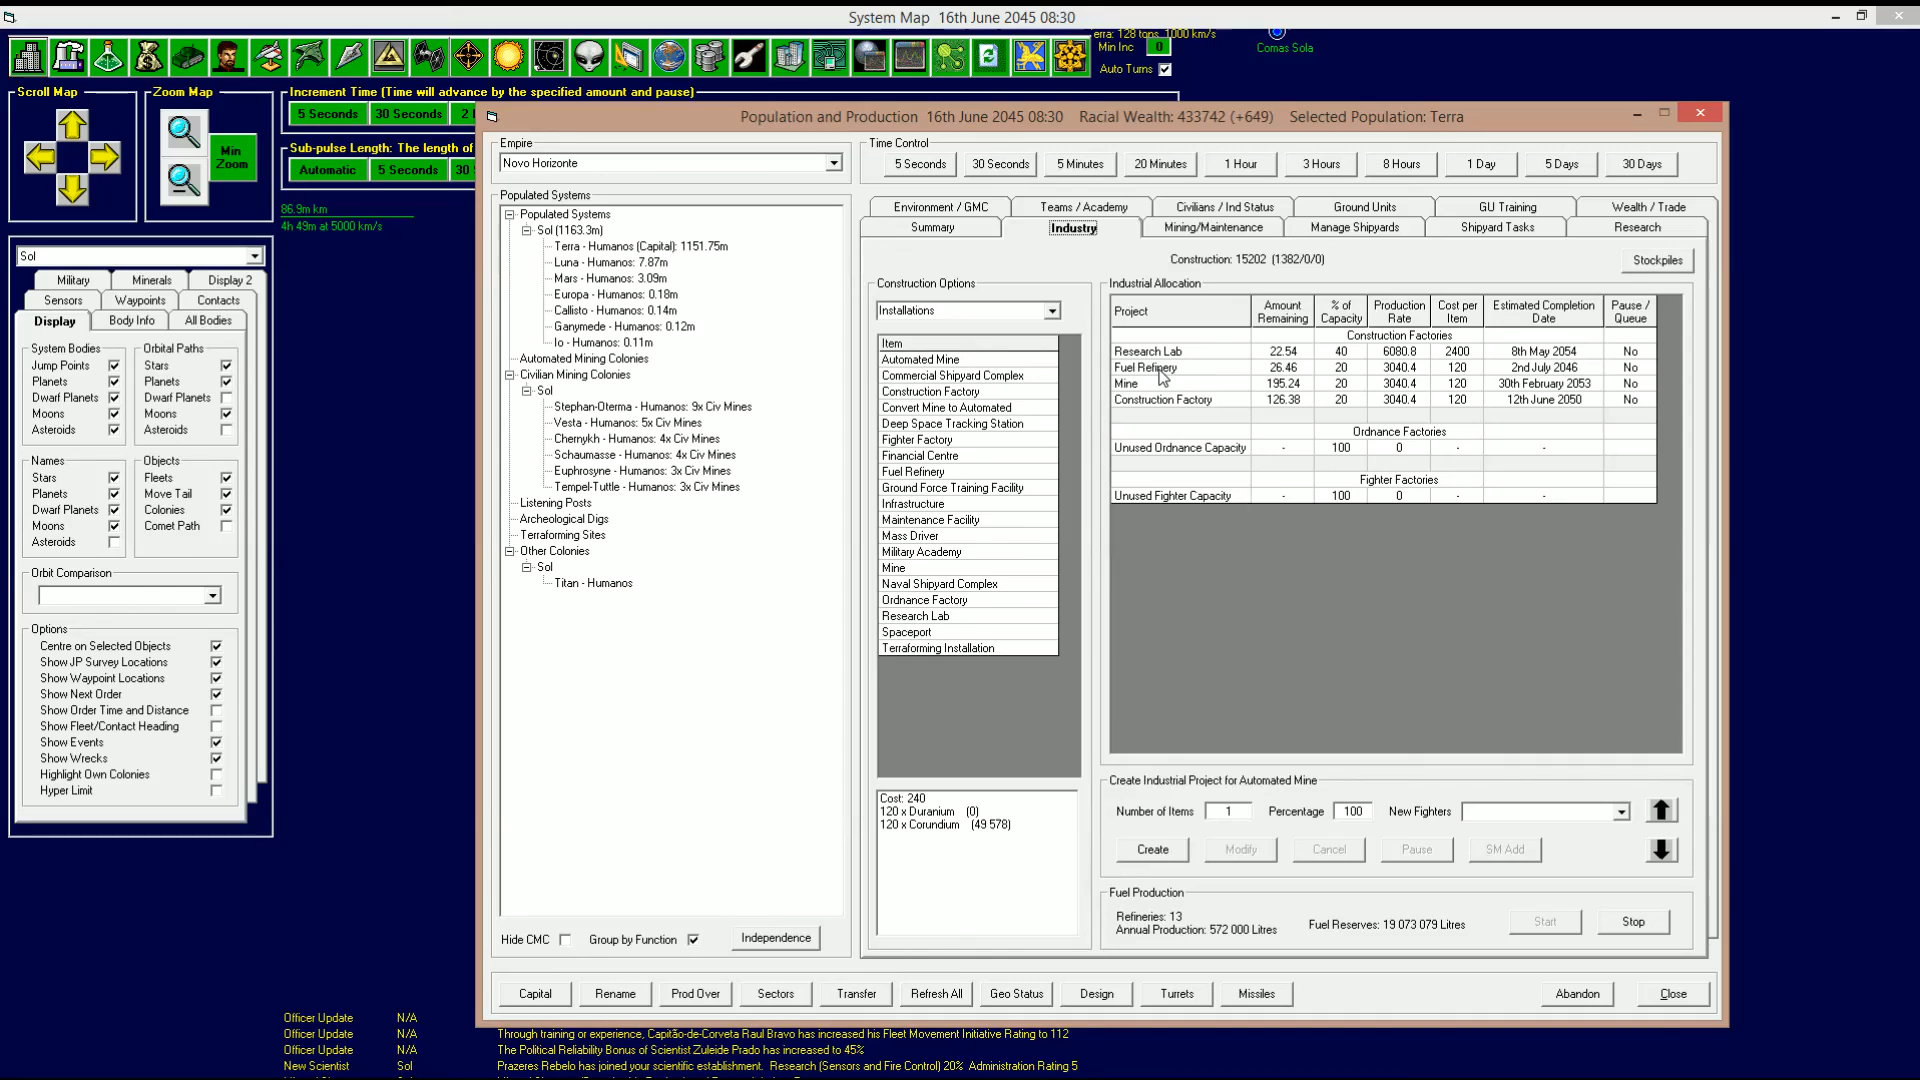 System Map 16th June 2045 08:30
erra: 128 tons, 1000 km/s
Min Inc 0
Auto Turns
Comas Sola
Scroll Map
Zoom Map
Min Zoom
Increment Time (Time will advance by the specified amount and pause)
5 Seconds 30 Seconds 2
Sub-pulse Length: The length of
Automatic 5 Seconds 30
86.9m km
4h 49m at 5000 km/s
Sol
Military Minerals Display 2
Sensors Waypoints Contacts
Display Body Info All Bodies
System Bodies
Jump Points
Planets
Dwarf Planets
Moons
Asteroids
Orbital Paths
Stars
Planets
Dwarf Planets
Moons
Asteroids
Names
Stars
Planets
Dwarf Planets
Moons
Asteroids
Objects
Fleets
Move Tail
Colonies
Comet Path
Orbit Comparison
Options
Centre on Selected Objects
Show JP Survey Locations
Show Waypoint Locations
Show Next Order
Show Order Time and Distance
Show Fleet/Contact Heading
Show Events
Show Wrecks
Highlight Own Colonies
Hyper Limit
Population and Production 16th June 2045 08:30 Racial Wealth: 433742 (+649) Selected Population: Terra
Empire
Novo Horizonte
Time Control
5 Seconds 30 Seconds 5 Minutes 20 Minutes 1 Hour 3 Hours 8 Hours 1 Day 5 Days 30 Days
Populated Systems
Populated Systems
Sol (1163.3m)
Terra - Humanos (Capital): 1151.75m
Luna - Humanos: 7.87m
Mars - Humanos: 3.09m
Europa - Humanos: 0.18m
Callisto - Humanos: 0.14m
Ganymede - Humanos: 0.12m
Io - Humanos: 0.11m
Automated Mining Colonies
Civilian Mining Colonies
Sol
Stephan-Oterma - Humanos: 9x Civ Mines
Vesta - Humanos: 5x Civ Mines
Chernykh - Humanos: 4x Civ Mines
Schaumasse - Humanos: 4x Civ Mines
Euphrosyne - Humanos: 3x Civ Mines
Tempel-Tuttle - Humanos: 3x Civ Mines
Listening Posts
Archeological Digs
Terraforming Sites
Other Colonies
Sol
Titan - Humanos
Hide CMC Group by Function Independence
Environment / GMC Teams / Academy Civilians / Ind Status Ground Units GU Training Wealth / Trade
Summary Industry Mining/Maintenance Manage Shipyards Shipyard Tasks Research
Construction: 15202 (1382/0/0)
Stockpiles
Construction Options
Installations
Item
Automated Mine
Commercial Shipyard Complex
Construction Factory
Convert Mine to Automated
Deep Space Tracking Station
Fighter Factory
Financial Centre
Fuel Refinery
Ground Force Training Facility
Infrastructure
Maintenance Facility
Mass Driver
Military Academy
Mine
Naval Shipyard Complex
Ordnance Factory
Research Lab
Spaceport
Terraforming Installation
Cost: 240
120 x Duranium (0)
120 x Corundium (49 578)
Industrial Allocation
Project Amount Remaining % of Capacity Production Rate Cost per Item Estimated Completion Date Pause / Queue
Construction Factories
Research Lab 22.54 40 6080.8 2400 8th May 2054 No
Fuel Refinery 26.46 20 3040.4 120 2nd July 2046 No
Mine 195.24 20 3040.4 120 30th February 2053 No
Construction Factory 126.38 20 3040.4 120 12th June 2050 No
Ordnance Factories
Unused Ordnance Capacity - 100 0 - -
Fighter Factories
Unused Fighter Capacity - 100 0 - -
Create Industrial Project for Automated Mine
Number of Items 1 Percentage 100 New Fighters
Create Modify Cancel Pause SM Add
Fuel Production
Refineries: 13
Annual Production: 572 000 Litres
Fuel Reserves: 19 073 079 Litres
Start Stop
Capital Rename Prod Over Sectors Transfer Refresh All Geo Status Design Turrets Missiles Abandon Close
Officer Update N/A
Officer Update N/A Through training or experience, Capitão-de-Corveta Raul Bravo has increased his Fleet Movement Initiative Rating to 112
Officer Update N/A The Political Reliability Bonus of Scientist Zuleide Prado has increased to 45%
New Scientist Sol Prazeres Rebelo has joined your scientific establishment. Research (Sensors and Fire Control) 20% Administration Rating 5